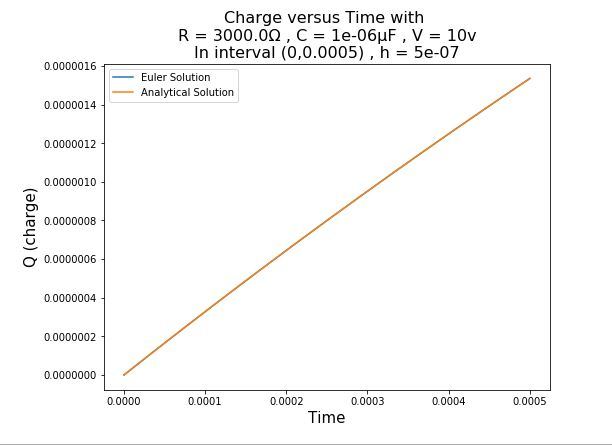 Charge versus Time with
R = 3000.0Ω , C = 1e-06μF , V = 10v
In interval (0,0.0005) , h = 5e-07
Euler Solution
Analytical Solution
Q (charge)
0.0000016
0.0000014
0.0000012
0.0000010
0.0000008
0.0000006
0.0000004
0.0000002
0.0000000
0.0000 0.0001 0.0002 0.0003 0.0004 0.0005
Time